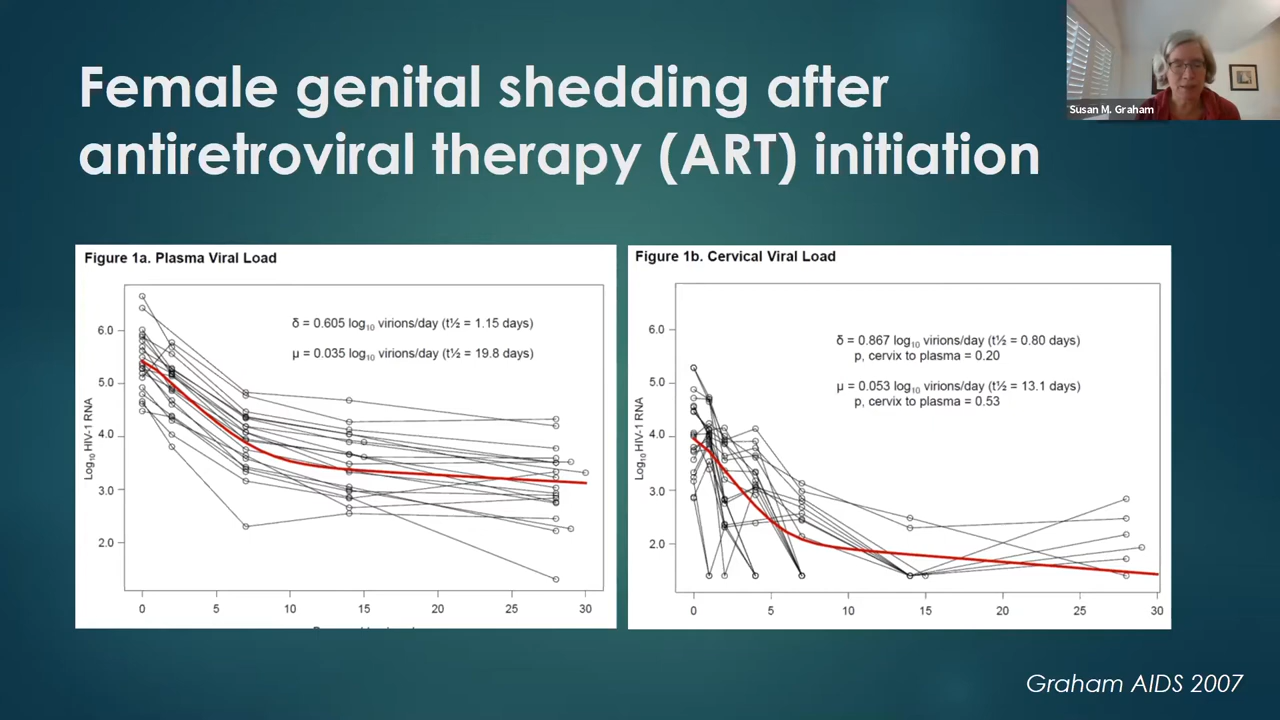 Female genital shedding after
antiretroviral therapy (ART) initiation
Susan M. Graham
Figure 1a. Plasma Viral Load
δ = 0.605 log₁₀ virions/day (t½ = 1.15 days)
μ = 0.035 log₁₀ virions/day (t½ = 19.8 days)
Log₁₀ HIV-1 RNA
6.0
5.0
4.0
3.0
2.0
0 5 10 15 20 25 30
Figure 1b. Cervical Viral Load
δ = 0.867 log₁₀ virions/day (t½ = 0.80 days)
p, cervix to plasma = 0.20
μ = 0.053 log₁₀ virions/day (t½ = 13.1 days)
p, cervix to plasma = 0.53
Log₁₀ HIV-1 RNA
6.0
5.0
4.0
3.0
2.0
0 5 10 15 20 25 30
Graham AIDS 2007